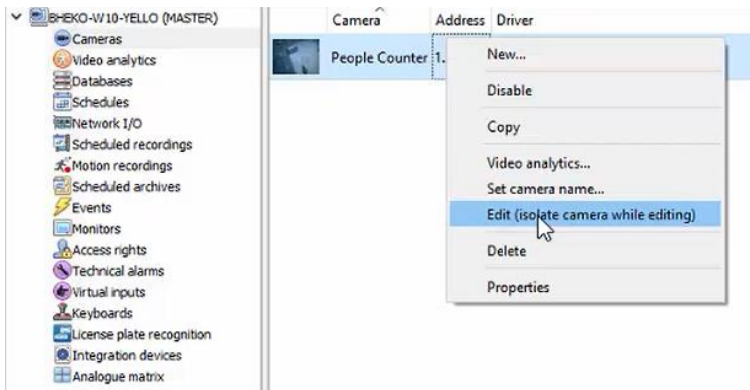 BHEKO-W10-YELLO (MASTER)
Cameras
Video analytics
Databases
Schedules
Network I/O
Scheduled recordings
Motion recordings
Scheduled archives
Events
Monitors
Access rights
Technical alarms
Virtual inputs
Keyboards
License plate recognition
Integration devices
Analogue matrix
Camera Address Driver
People Counter 1.
New...
Disable
Copy
Video analytics...
Set camera name...
Edit (isolate camera while editing)
Delete
Properties